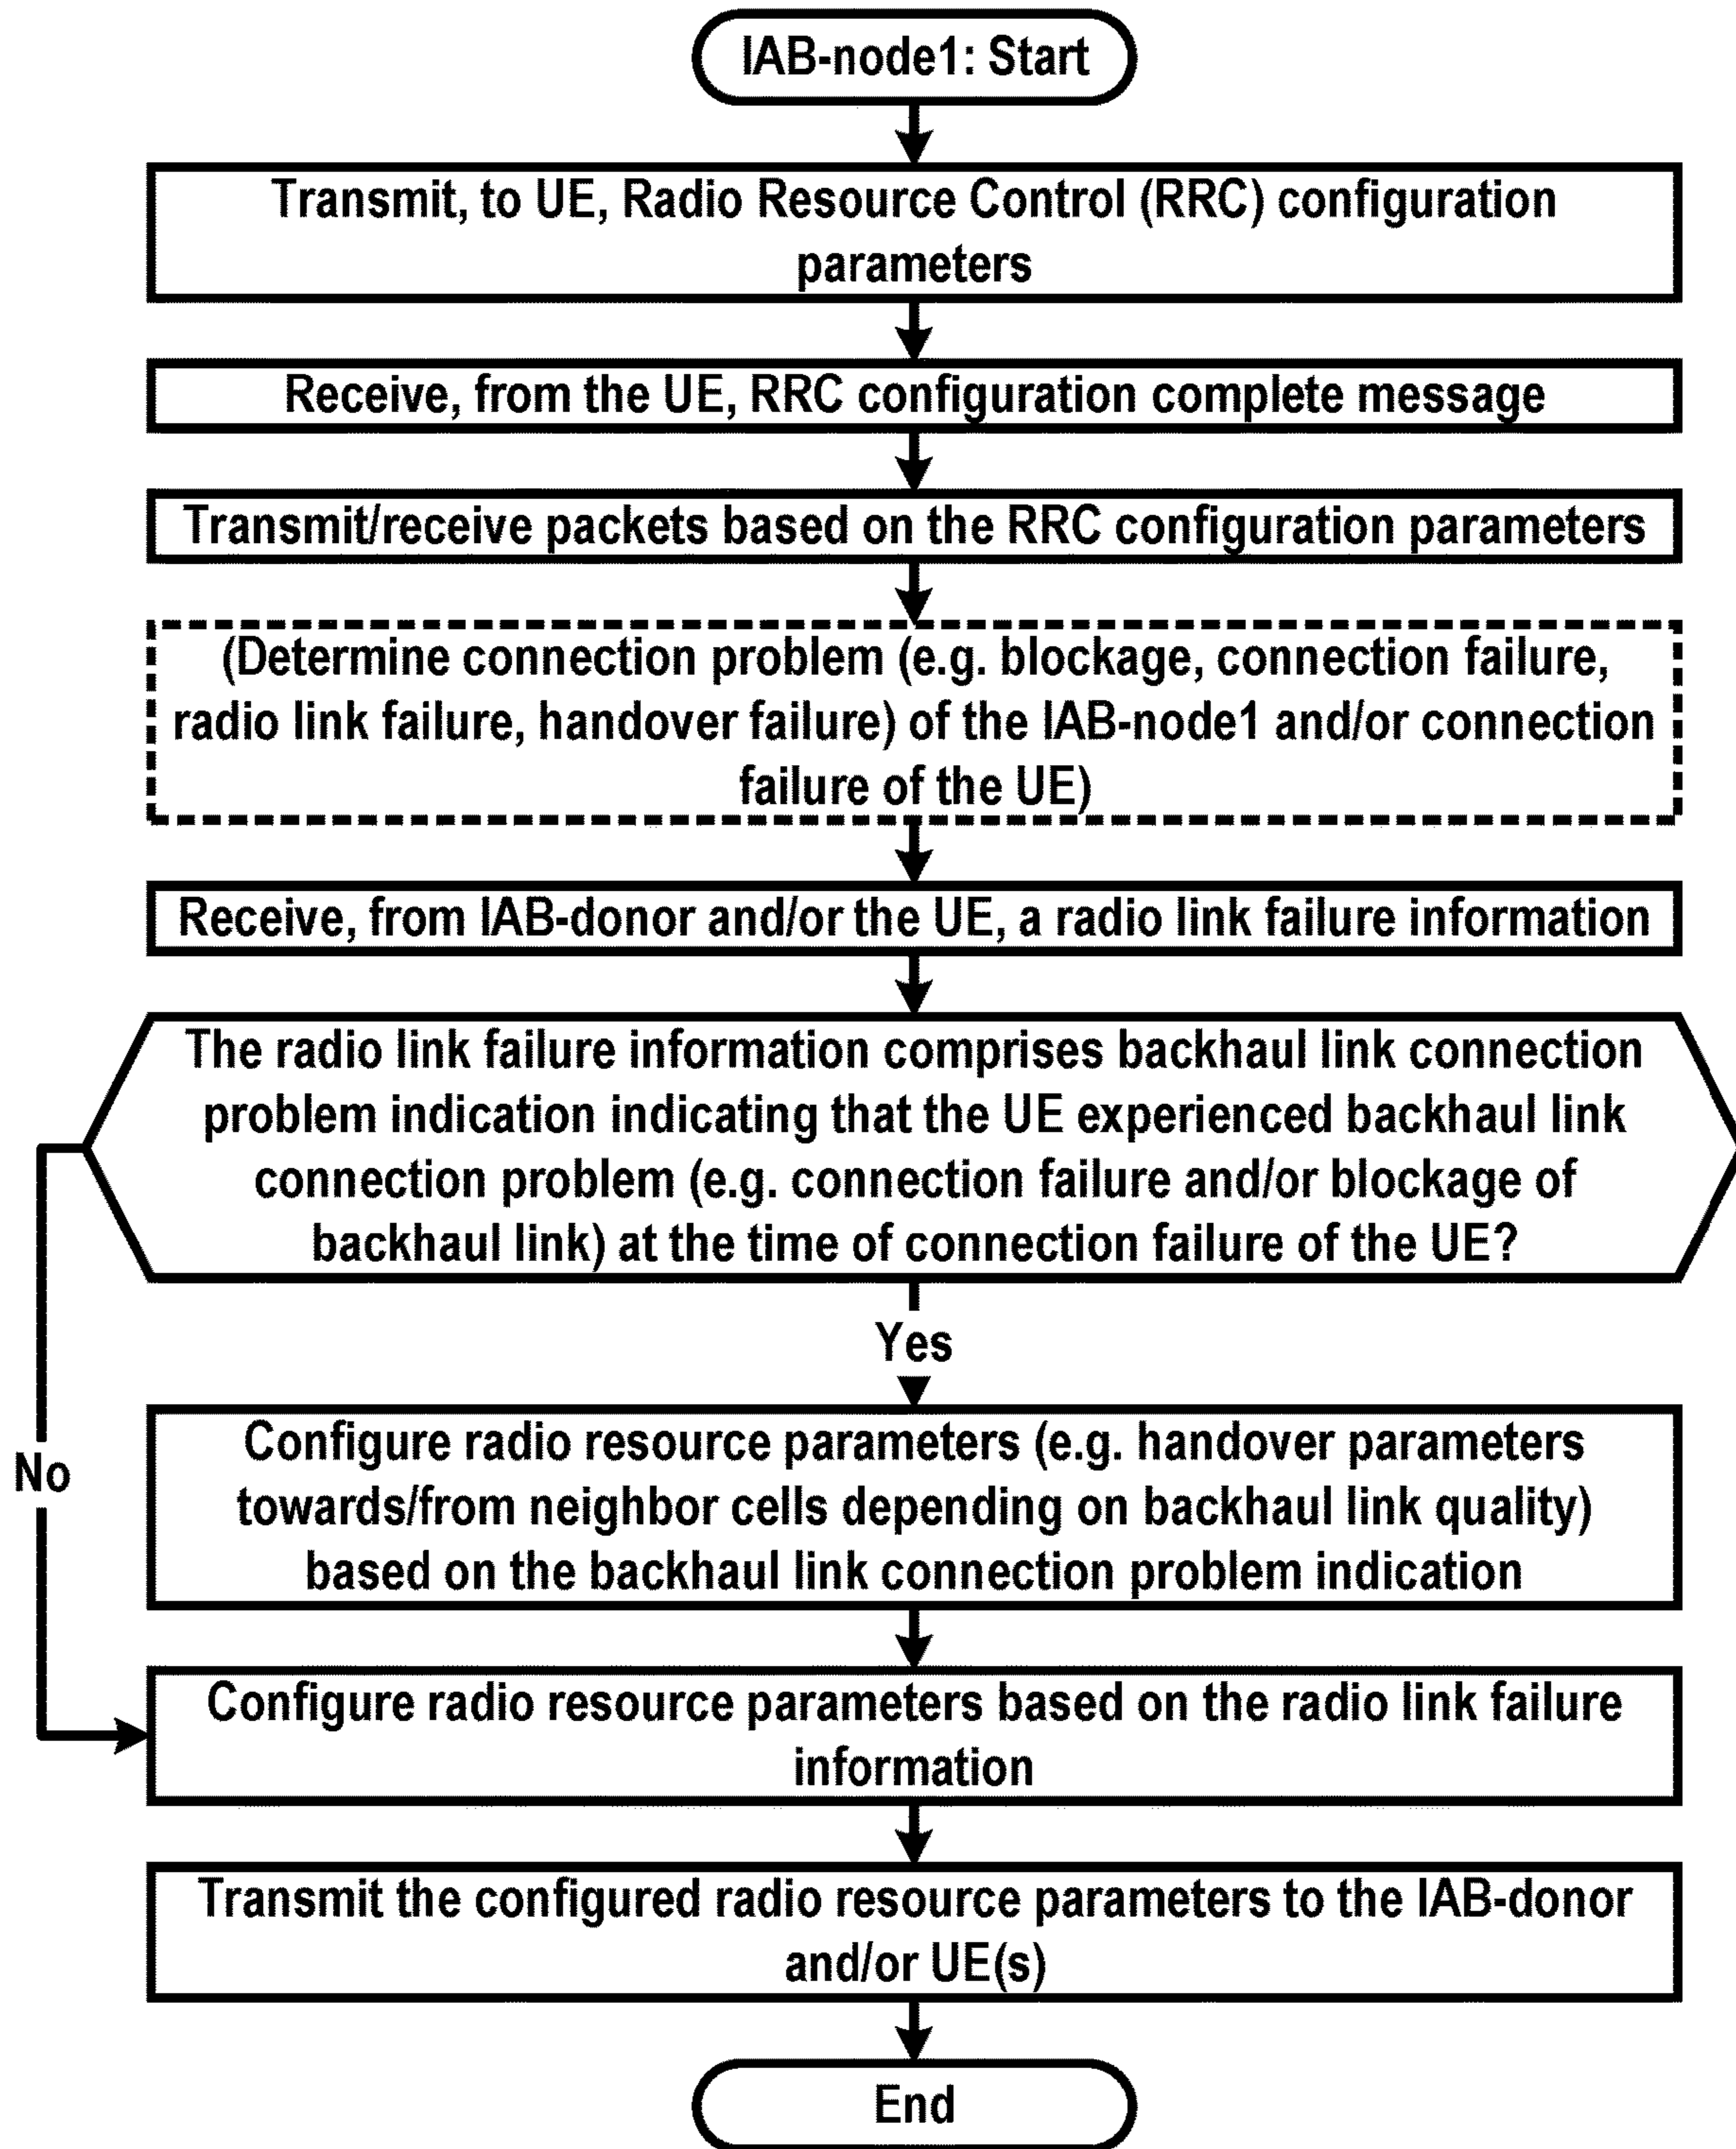 IAB-node1: Start
Transmit, to UE, Radio Resource Control (RRC) configuration
parameters
Receive, from the UE, RRC configuration complete message
Transmit/receive packets based on the RRC configuration parameters
(Determine connection problem (e.g. blockage, connection failure,
radio link failure, handover failure) of the IAB-node1 and/or connection
failure of the UE)
Receive, from IAB-donor and/or the UE, a radio link failure information
The radio link failure information comprises backhaul link connection
problem indication indicating that the UE experienced backhaul link
connection problem (e.g. connection failure and/or blockage of
backhaul link) at the time of connection failure of the UE?
Yes
Configure radio resource parameters (e.g. handover parameters
towards/from neighbor cells depending on backhaul link quality)
based on the backhaul link connection problem indication
No
Configure radio resource parameters based on the radio link failure
information
Transmit the configured radio resource parameters to the IAB-donor
and/or UE(s)
End